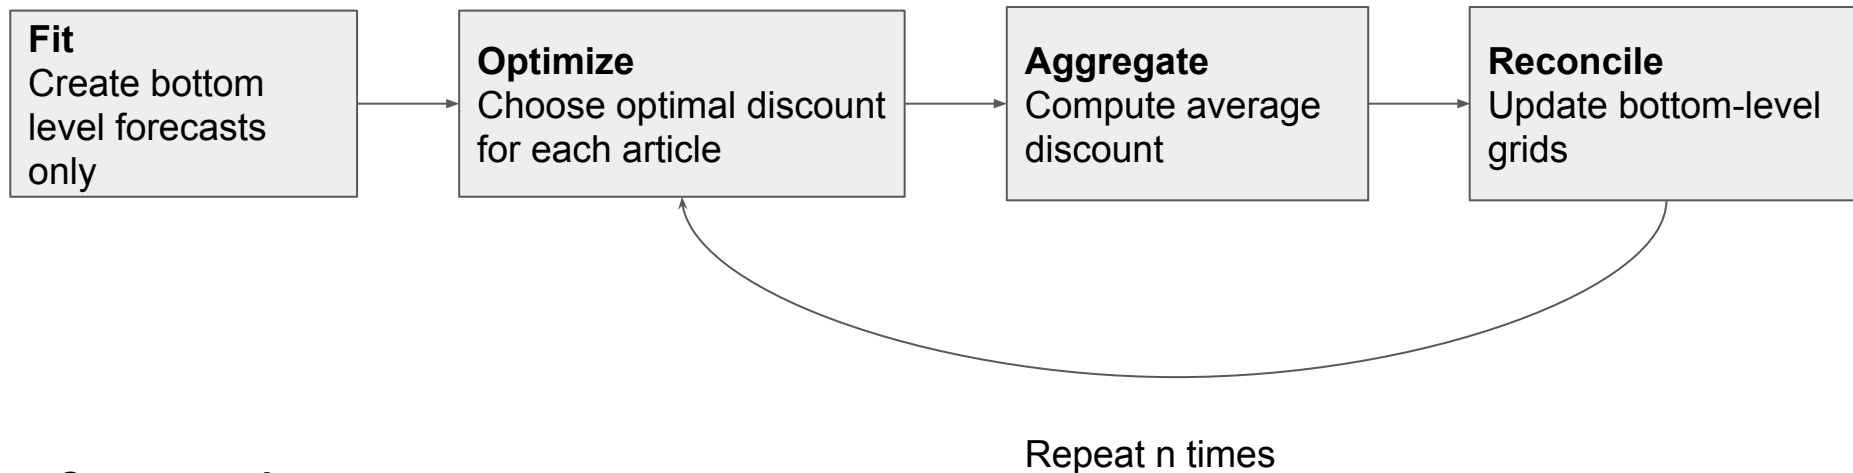 Fit
Create bottom
level forecasts
only
Optimize
Choose optimal discount
for each article
Aggregate
Compute average
discount
Reconcile
Update bottom-level
grids
Repeat n times